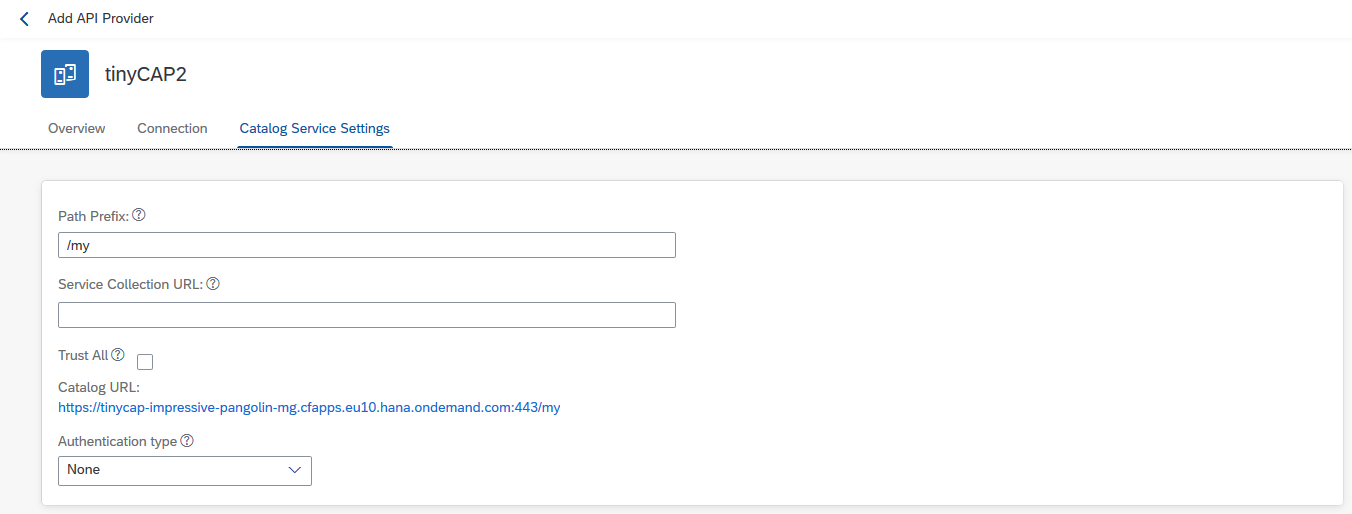 Add API Provider
tinyCAP2
Overview Connection Catalog Service Settings
Path Prefix:
/my
Service Collection URL:
Trust All
Catalog URL:
https://tinycap-impressive-pangolin-mg.cfapps.eu10.hana.ondemand.com:443/my
Authentication type
None